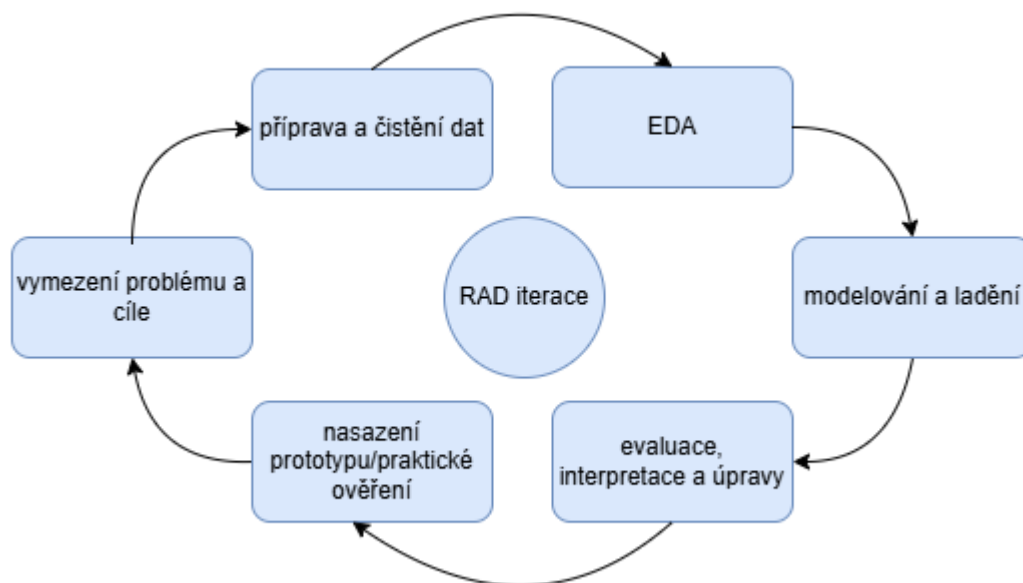 příprava a čistění dat
EDA
vymezení problému a
cíle
RAD iterace
modelování a ladění
nasazení
prototypu/praktické
ověření
evaluace,
interpretace a úpravy